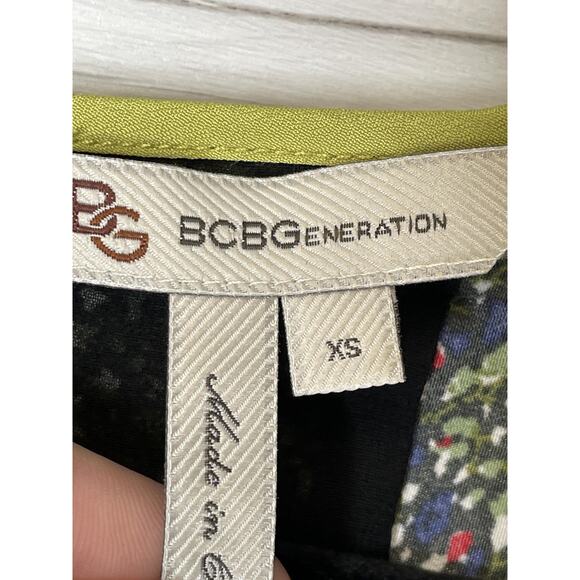 BG
BCBGENERATION
XS
Made in